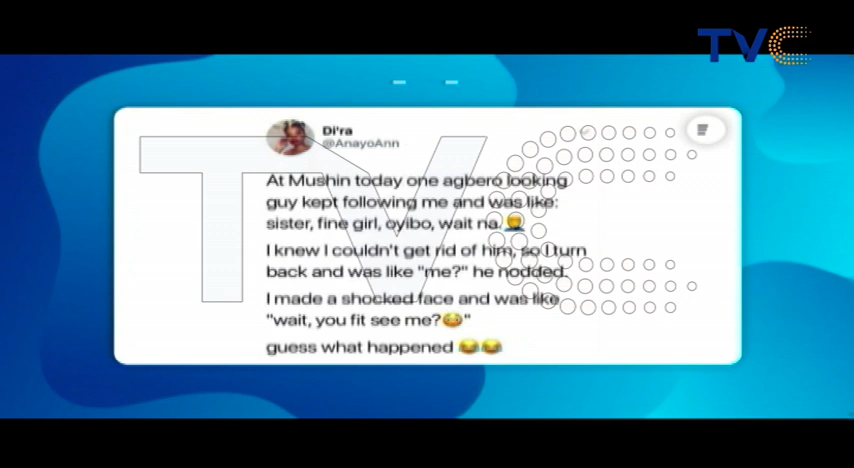 TVC
Di'ra
@AnayoAnn
At Mushin today one agbero looking
guy kept following me and was like:
sister, fine girl, oyibo, wait na.
I knew I couldn't get rid of him, so I turn
back and was like "me?" he nodded.
I made a shocked face and was like
"wait, you fit see me?😳"
guess what happened 😂😂